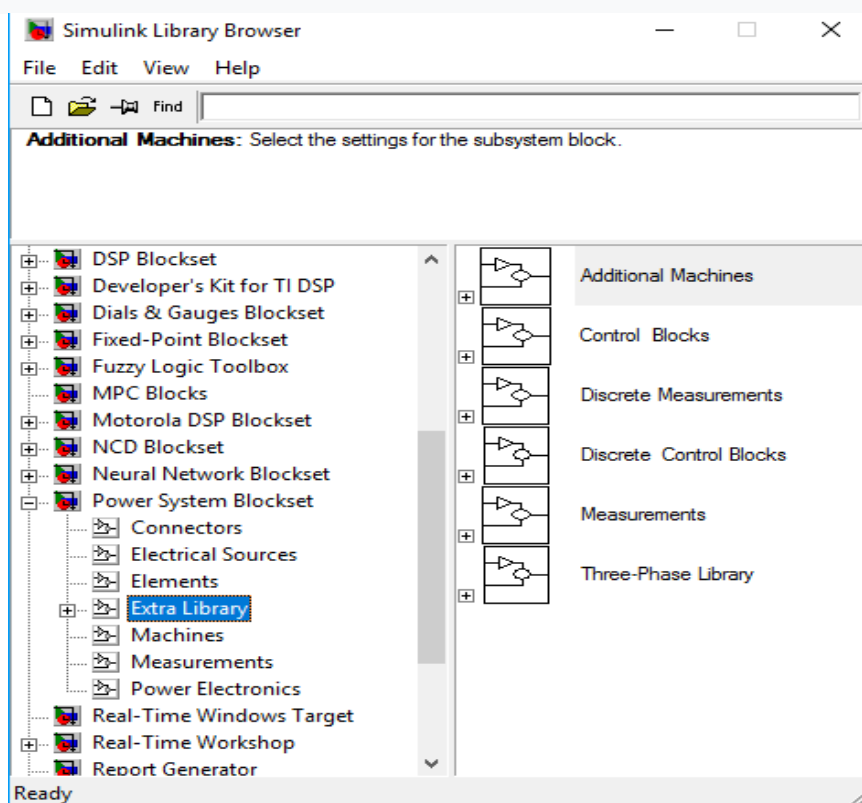 Simulink Library Browser
File Edit View Help
Find
Additional Machines: Select the settings for the subsystem block.
DSP Blockset
Developer's Kit for TI DSP
Dials & Gauges Blockset
Fixed-Point Blockset
Fuzzy Logic Toolbox
MPC Blocks
Motorola DSP Blockset
NCD Blockset
Neural Network Blockset
Power System Blockset
Connectors
Electrical Sources
Elements
Extra Library
Machines
Measurements
Power Electronics
Real-Time Windows Target
Real-Time Workshop
Report Generator
Additional Machines
Control Blocks
Discrete Measurements
Discrete Control Blocks
Measurements
Three-Phase Library
Ready